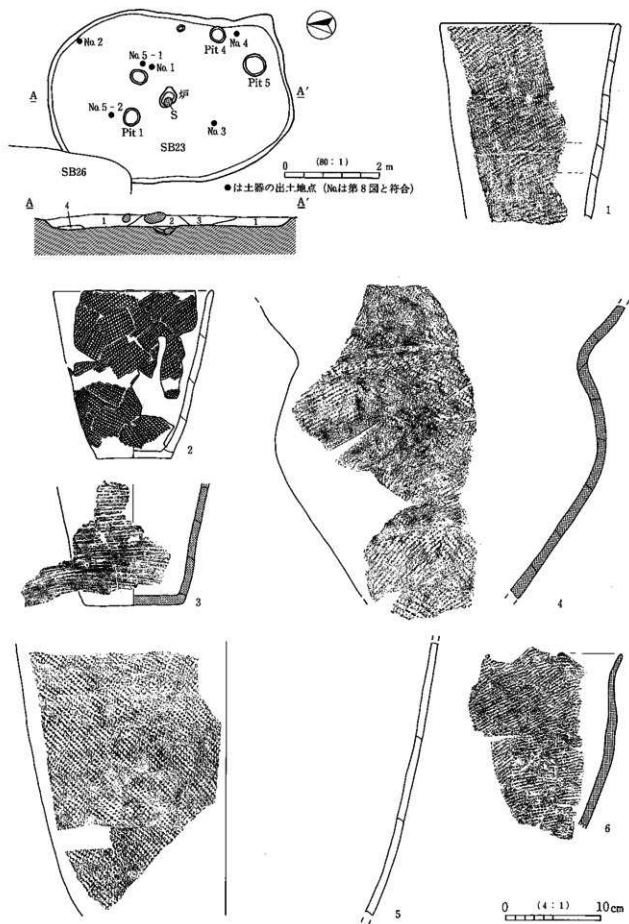 No. 2
No. 5-1
No. 1
Pit 4
No. 4
Pit 5
A
A′
No. 5-2
Pit 1
炉
S
No. 3
SB23
SB26
0 (80:1) 2 m
●は土器の出土地点 (No.は第8図と符合)
A
A′
4
1
2
3
1
1
2
3
4
5
6
0 (4:1) 10cm